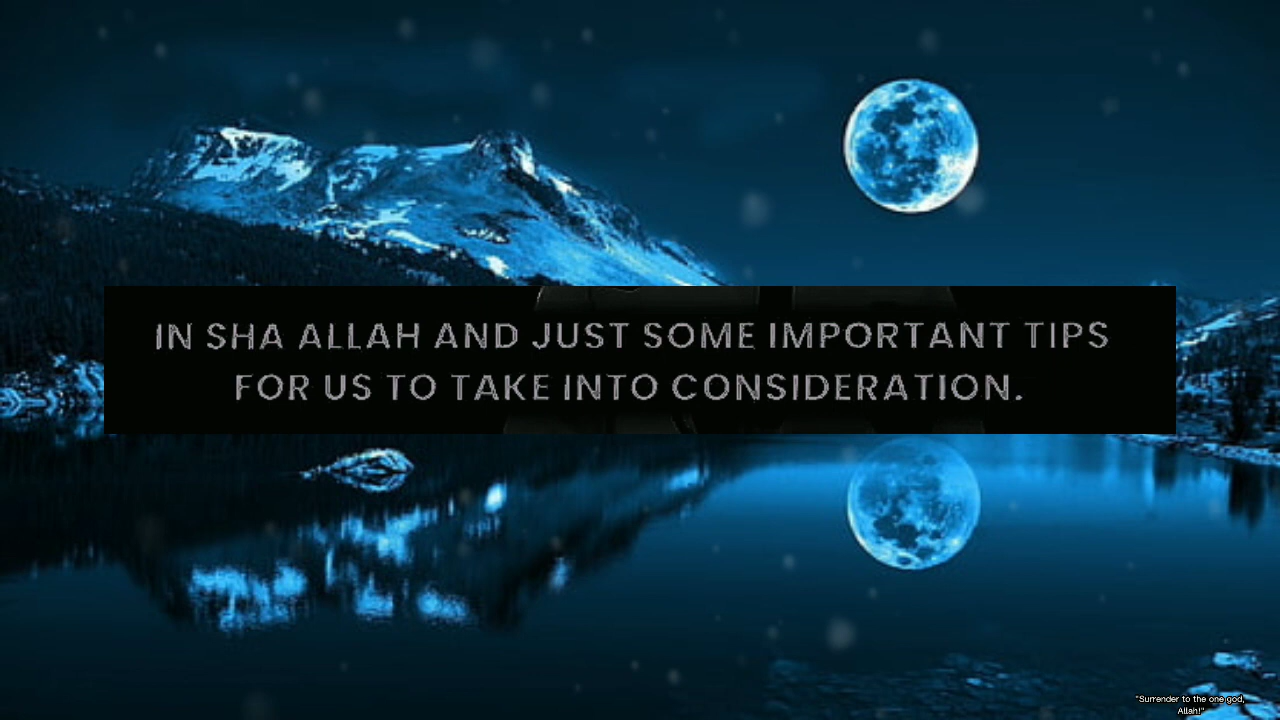 IN SHA ALLAH AND JUST SOME IMPORTANT TIPS
FOR US TO TAKE INTO CONSIDERATION.
"Surrender to the one god,
Allah!"